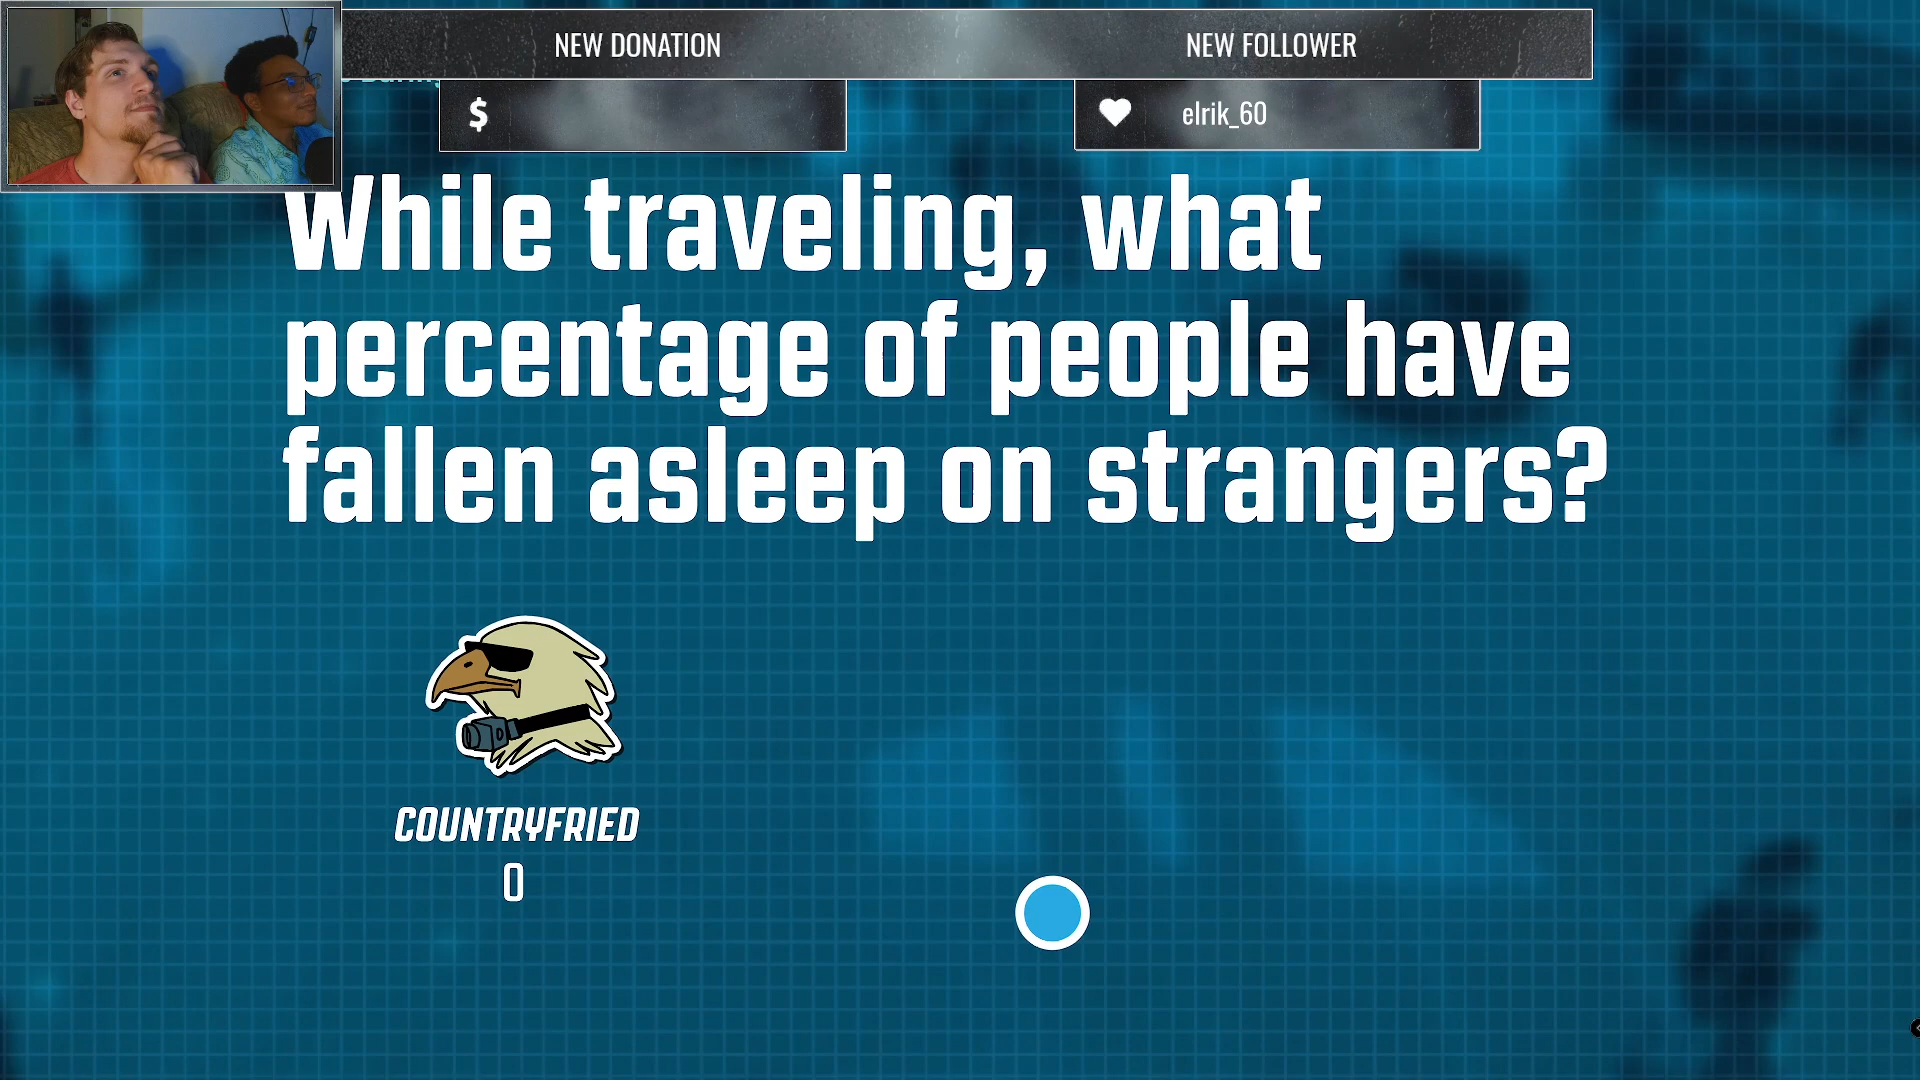 NEW DONATION
NEW FOLLOWER
$
elrik_60
While traveling, what
percentage of people have
fallen asleep on strangers?
COUNTRYFRIED
0